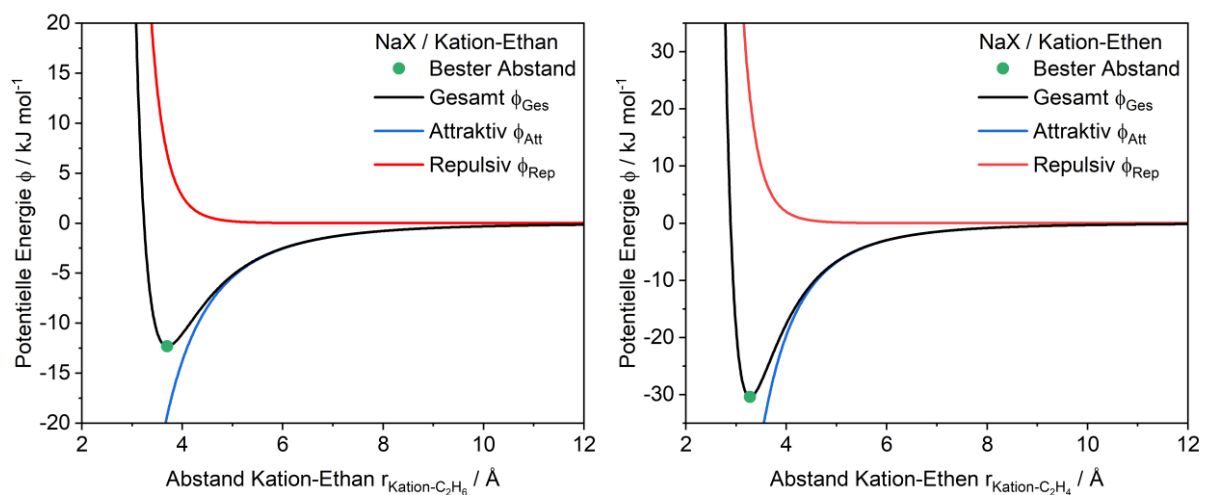 NaX / Kation-Ethan
Bester Abstand
Gesamt ϕGes
Attraktiv ϕAtt
Repulsiv ϕRep
Potentielle Energie ϕ / kJ mol-1
20
15
10
5
0
-5
-10
-15
-20
2 4 6 8 10 12
Abstand Kation-Ethan rKation-C2H6 / Å
NaX / Kation-Ethen
Bester Abstand
Gesamt ϕGes
Attraktiv ϕAtt
Repulsiv ϕRep
Potentielle Energie ϕ / kJ mol-1
30
20
10
0
-10
-20
-30
2 4 6 8 10 12
Abstand Kation-Ethen rKation-C2H4 / Å